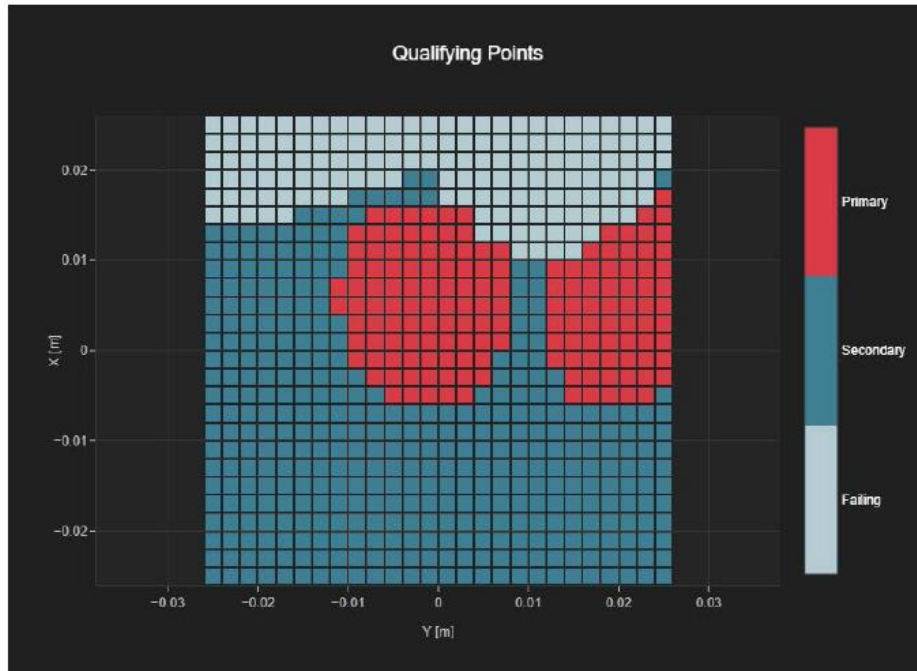 Qualifying Points
0.02
0.01
0
−0.01
−0.02
X [m]
−0.03
−0.02
−0.01
0
0.01
0.02
0.03
Y [m]
Primary
Secondary
Failing